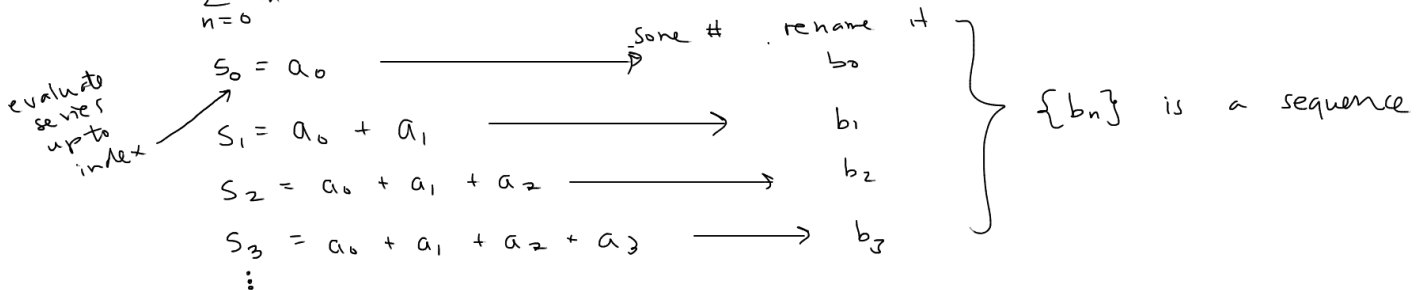 n = 0
some # . rename it
S₀ = a₀ → b₀
evaluate series up to index
S₁ = a₀ + a₁ → b₁
{bₙ} is a sequence
S₂ = a₀ + a₁ + a₂ → b₂
S₃ = a₀ + a₁ + a₂ + a₃ → b₃
⋮